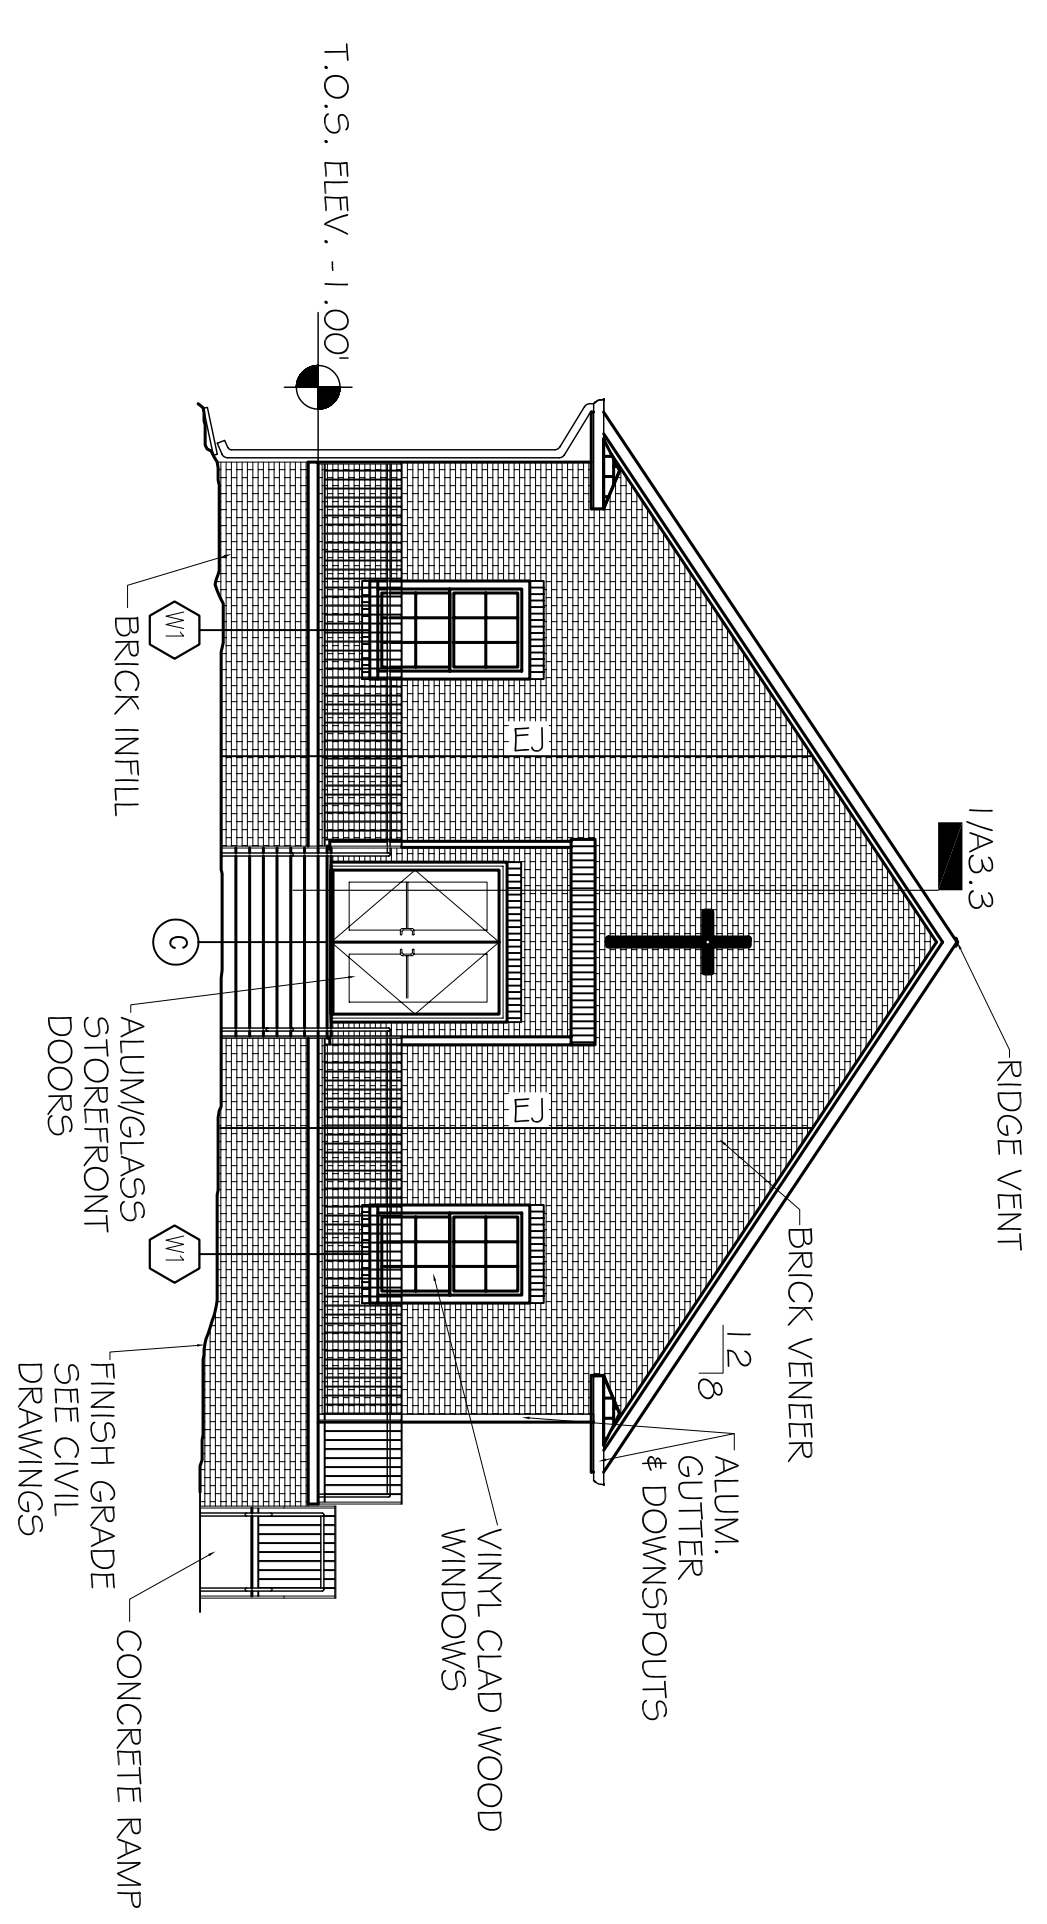 1/A3.3
RIDGE VENT
BRICK VENEER
12
8
ALUM.
GUTTER
& DOWNSPOUTS
EJ
EJ
VINYL CLAD WOOD
WINDOWS
T.O.S. ELEV. -1.00'
W1
C
W1
BRICK INFILL
ALUM/GLASS
STOREFRONT
DOORS
FINISH GRADE
SEE CIVIL
DRAWINGS
CONCRETE RAMP